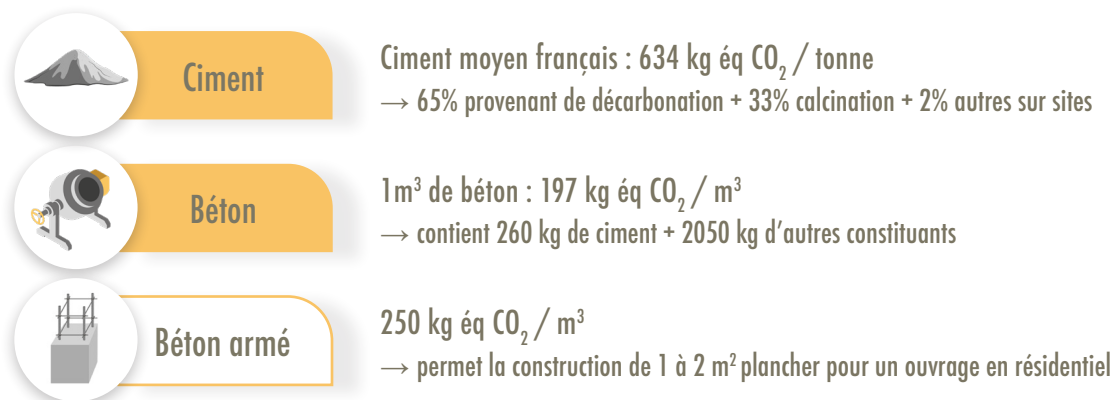 Ciment
Ciment moyen français : 634 kg éq CO₂ / tonne
→ 65% provenant de décarbonation + 33% calcination + 2% autres sur sites
Béton
1m³ de béton : 197 kg éq CO₂ / m³
→ contient 260 kg de ciment + 2050 kg d’autres constituants
Béton armé
250 kg éq CO₂ / m³
→ permet la construction de 1 à 2 m² plancher pour un ouvrage en résidentiel